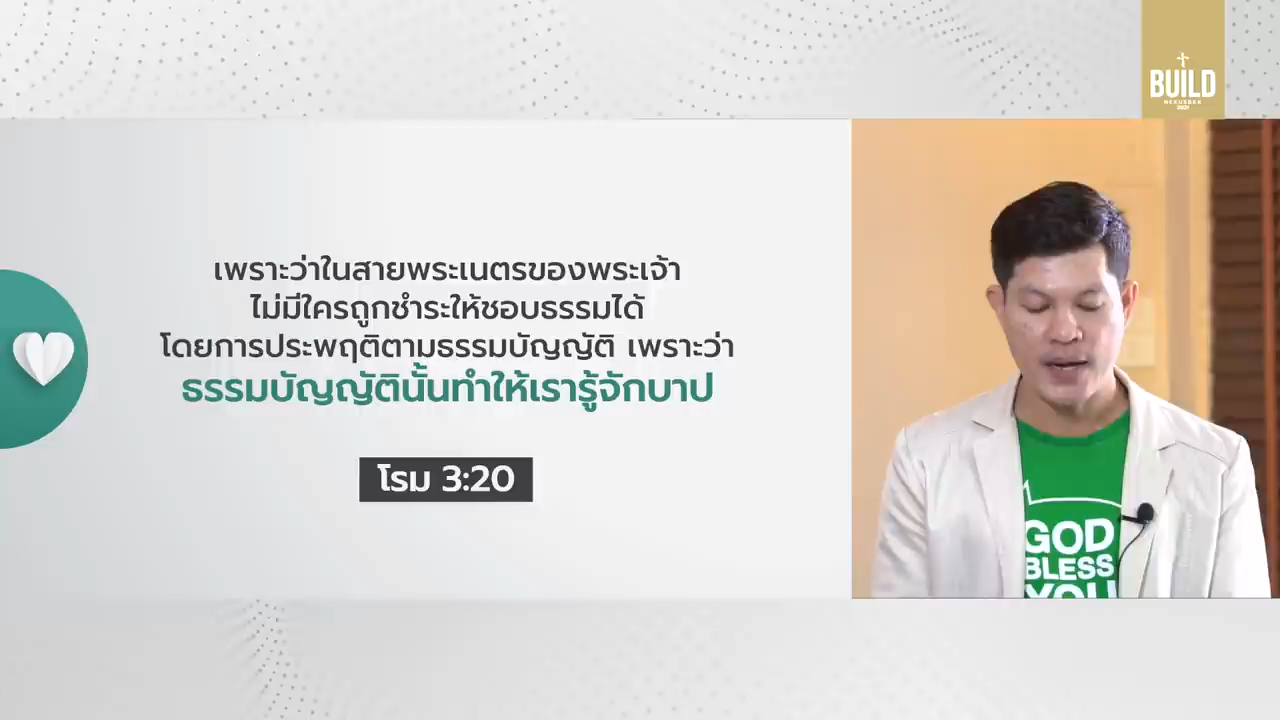 BUILD
2021
เพราะว่าในสายพระเนตรของพระเจ้า
ไม่มีใครถูกชำระให้ชอบธรรมได้
โดยการประพฤติตามธรรมบัญญัติ เพราะว่า
ธรรมบัญญัตินั้นทำให้เรารู้จักบาป
โรม 3:20
GOD
BLESS
YOU